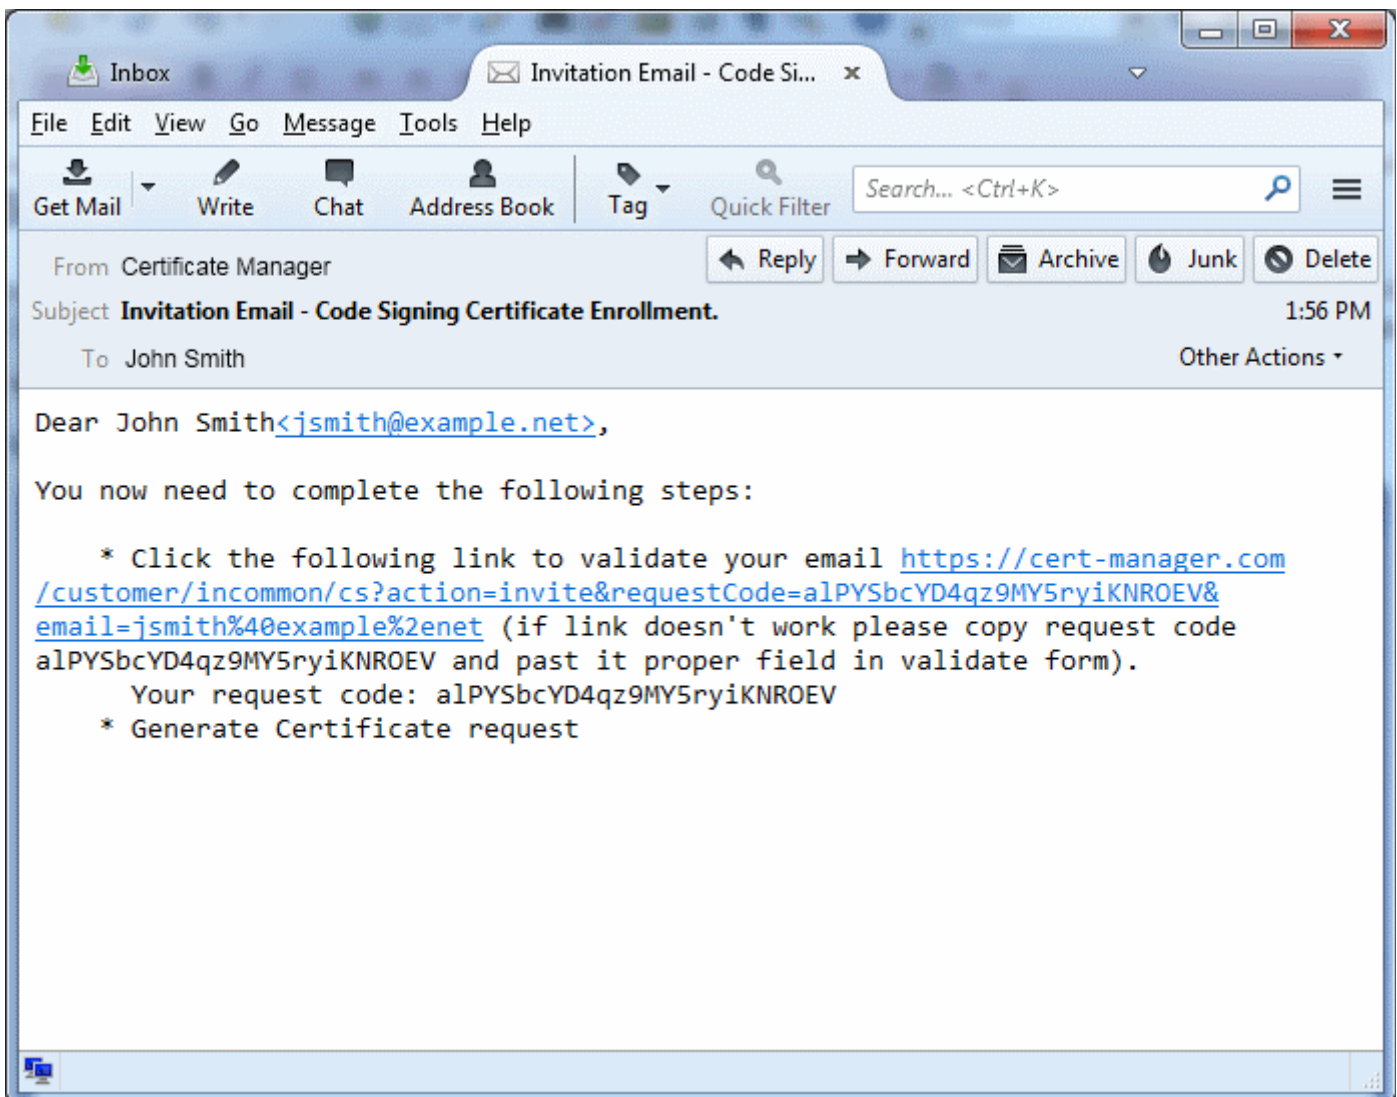 Inbox
Invitation Email - Code Si...
File Edit View Go Message Tools Help
Get Mail Write Chat Address Book Tag Quick Filter Search... <Ctrl+K>
From Certificate Manager Reply Forward Archive Junk Delete
Subject Invitation Email - Code Signing Certificate Enrollment. 1:56 PM
To John Smith Other Actions
Dear John Smith<jsmith@example.net>,
You now need to complete the following steps:
* Click the following link to validate your email https://cert-manager.com
/customer/incommon/cs?action=invite&requestCode=alPYSbcYD4qz9MY5ryiKNROEV&
email=jsmith%40example%2enet (if link doesn't work please copy request code
alPYSbcYD4qz9MY5ryiKNROEV and past it proper field in validate form).
Your request code: alPYSbcYD4qz9MY5ryiKNROEV
* Generate Certificate request